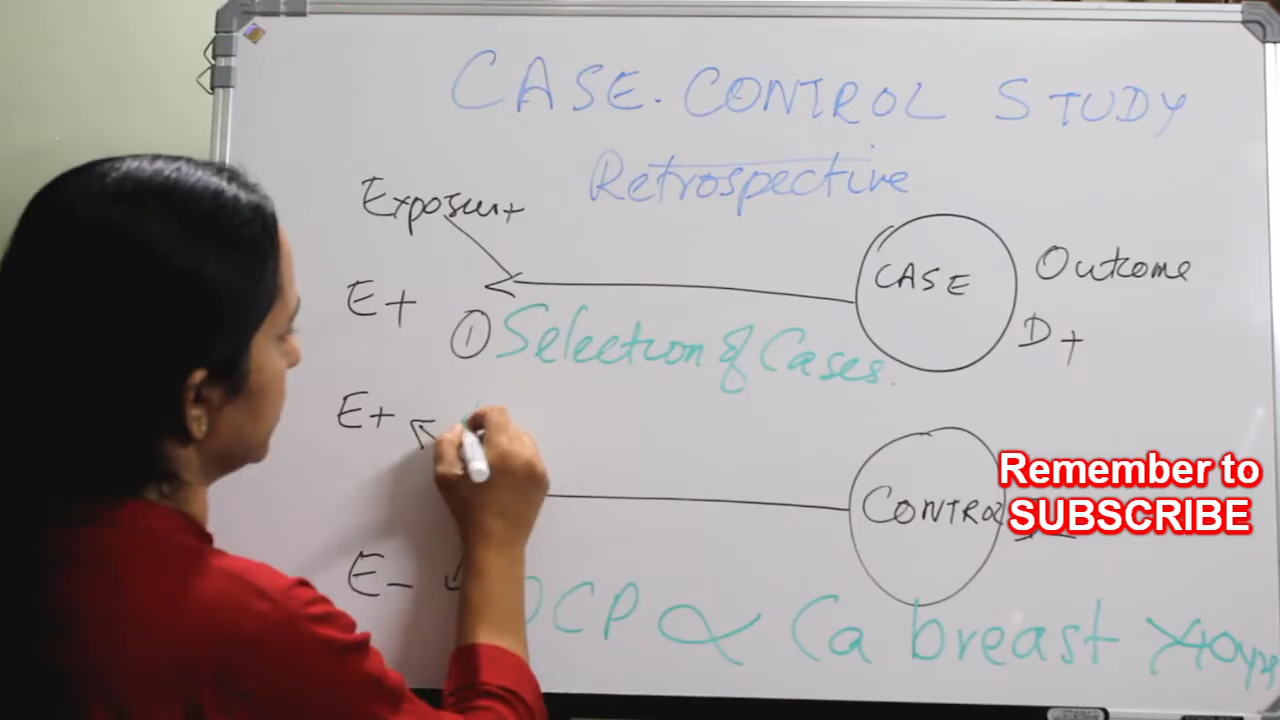 CASE. CONTROL STUDY
Retrospective
Exposure
CASE
Outcome
E+
① Selection of Cases.
D+
E+
CONTROL
Remember to
SUBSCRIBE
E-
OCP ∝ Ca breast